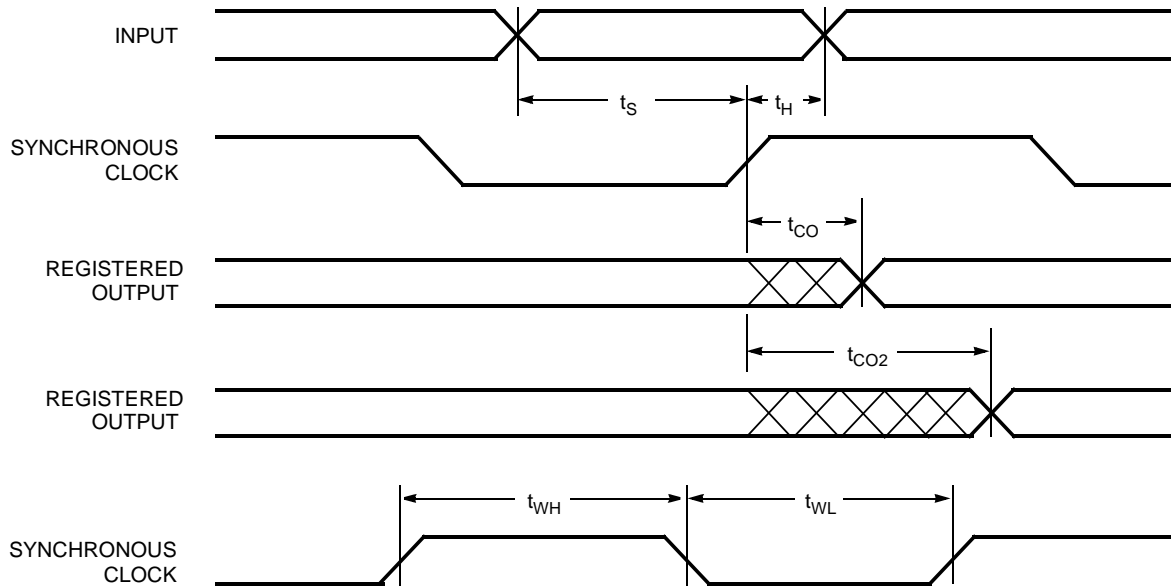 INPUT
tS
tH
SYNCHRONOUS
CLOCK
tCO
REGISTERED
OUTPUT
tCO2
REGISTERED
OUTPUT
tWH
tWL
SYNCHRONOUS
CLOCK